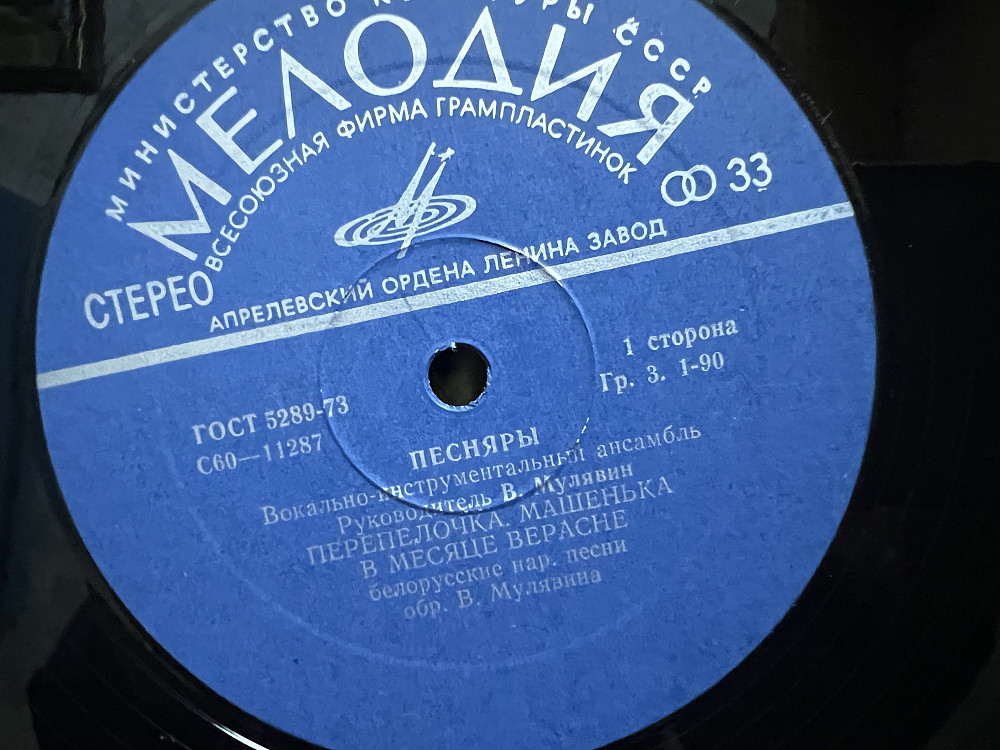 МИНИСТЕРСТВО КУЛЬТУРЫ СССР
МЕЛОДИЯ
ВСЕСОЮЗНАЯ ФИРМА ГРАМПЛАСТИНОК
33
СТЕРЕО
АПРЕЛЕВСКИЙ ОРДЕНА ЛЕНИНА ЗАВОД
1 сторона
Гр. 3. 1-90
ГОСТ 5289-73
С60—11287
ПЕСНЯРЫ
Вокально-инструментальный ансамбль
Руководитель В. Мулявин
ПЕРЕПЕЛОЧКА. МАШЕНЬКА
В МЕСЯЦЕ ВЕРАСНЕ
белорусские нар. песни
обр. В. Мулявина